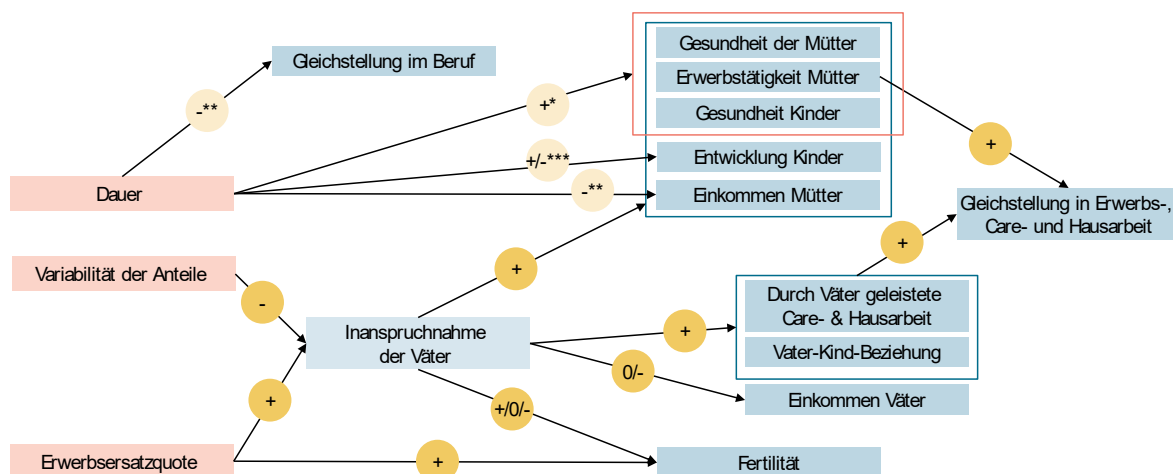 Gesundheit der Mütter
Gleichstellung im Beruf
Erwerbstätigkeit Mütter
-**
+*
Gesundheit Kinder
+
+/-***
Entwicklung Kinder
Dauer
-**
Einkommen Mütter
Gleichstellung in Erwerbs-,
Care- und Hausarbeit
+
Variabilität der Anteile
+
-
Durch Väter geleistete
Care- & Hausarbeit
Inanspruchnahme
der Väter
+
Vater-Kind-Beziehung
0/-
+
Einkommen Väter
+/0/-
Erwerbsersatzquote
+
Fertilität